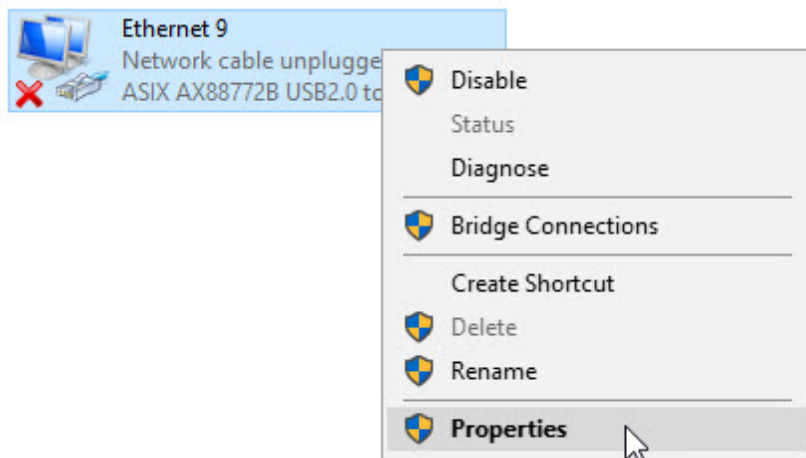 Ethernet 9
Network cable unplugge
ASIX AX88772B USB2.0 to
Disable
Status
Diagnose
Bridge Connections
Create Shortcut
Delete
Rename
Properties